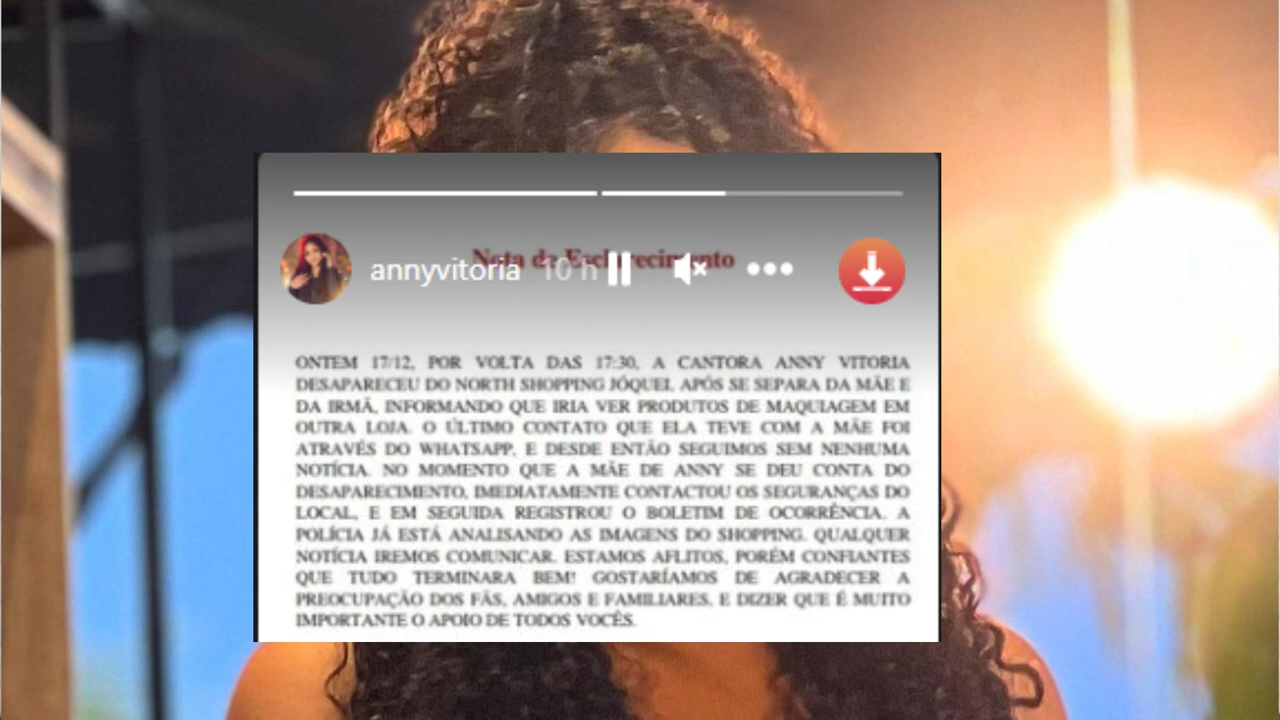 Nota de Esclarecimento
annyvitoria 10 h
ONTEM 17/12, POR VOLTA DAS 17:30, A CANTORA ANNY VITORIA
DESAPARECEU DO NORTH SHOPPING JÓQUEI, APÓS SE SEPARA DA MÃE E
DA IRMÃ, INFORMANDO QUE IRIA VER PRODUTOS DE MAQUIAGEM EM
OUTRA LOJA. O ÚLTIMO CONTATO QUE ELA TEVE COM A MÃE FOI
ATRAVÉS DO WHATSAPP, E DESDE ENTÃO SEGUIMOS SEM NENHUMA
NOTÍCIA. NO MOMENTO QUE A MÃE DE ANNY SE DEU CONTA DO
DESAPARECIMENTO, IMEDIATAMENTE CONTACTOU OS SEGURANÇAS DO
LOCAL, E EM SEGUIDA REGISTROU O BOLETIM DE OCORRÊNCIA. A
POLÍCIA JÁ ESTÁ ANALISANDO AS IMAGENS DO SHOPPING. QUALQUER
NOTÍCIA IREMOS COMUNICAR. ESTAMOS AFLITOS, PORÉM CONFIANTES
QUE TUDO TERMINARA BEM! GOSTARÍAMOS DE AGRADECER A
PREOCUPAÇÃO DOS FÃS, AMIGOS E FAMILIARES, E DIZER QUE É MUITO
IMPORTANTE O APOIO DE TODOS VOCÊS.